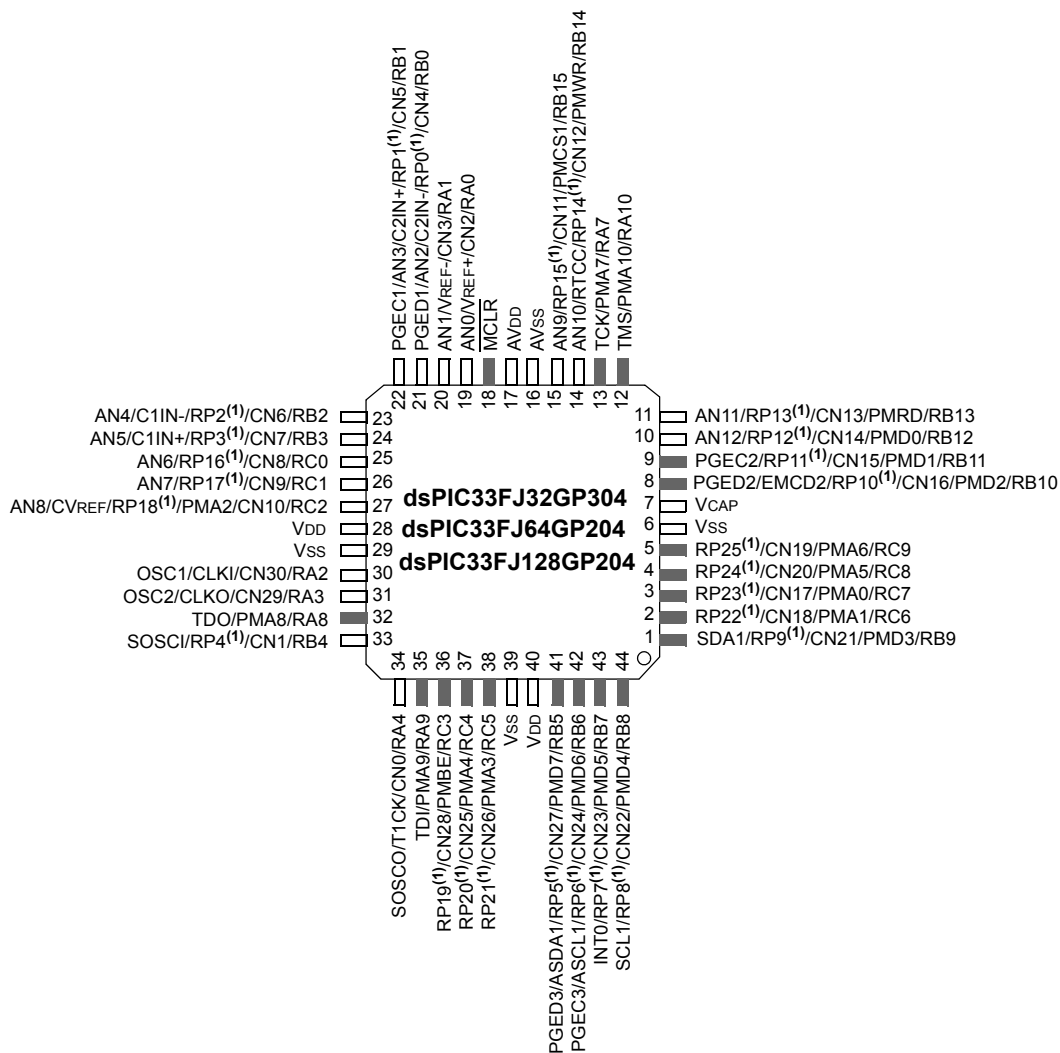 PGEC1/AN3/C2IN+/RP1(1)/CN5/RB1
PGED1/AN2/C2IN-/RP0(1)/CN4/RB0
AN1/VREF-/CN3/RA1
AN0/VREF+/CN2/RA0
MCLR
AVDD
AVSS
AN9/RP15(1)/CN11/PMCS1/RB15
AN10/RTCC/RP14(1)/CN12/PMWR/RB14
TCK/PMA7/RA7
TMS/PMA10/RA10
22 21 20 19 18 17 16 15 14 13 12
AN4/C1IN-/RP2(1)/CN6/RB2 23
AN5/C1IN+/RP3(1)/CN7/RB3 24
AN6/RP16(1)/CN8/RC0 25
AN7/RP17(1)/CN9/RC1 26
AN8/CVREF/RP18(1)/PMA2/CN10/RC2 27
VDD 28
VSS 29
OSC1/CLKI/CN30/RA2 30
OSC2/CLKO/CN29/RA3 31
TDO/PMA8/RA8 32
SOSCI/RP4(1)/CN1/RB4 33
dsPIC33FJ32GP304
dsPIC33FJ64GP204
dsPIC33FJ128GP204
11 AN11/RP13(1)/CN13/PMRD/RB13
10 AN12/RP12(1)/CN14/PMD0/RB12
9 PGEC2/RP11(1)/CN15/PMD1/RB11
8 PGED2/EMCD2/RP10(1)/CN16/PMD2/RB10
7 VCAP
6 VSS
5 RP25(1)/CN19/PMA6/RC9
4 RP24(1)/CN20/PMA5/RC8
3 RP23(1)/CN17/PMA0/RC7
2 RP22(1)/CN18/PMA1/RC6
1 SDA1/RP9(1)/CN21/PMD3/RB9
34 35 36 37 38 39 40 41 42 43 44
SOSCO/T1CK/CN0/RA4
TDI/PMA9/RA9
RP19(1)/CN28/PMBE/RC3
RP20(1)/CN25/PMA4/RC4
RP21(1)/CN26/PMA3/RC5
VSS
VDD
PGED3/ASDA1/RP5(1)/CN27/PMD7/RB5
PGEC3/ASCL1/RP6(1)/CN24/PMD6/RB6
INT0/RP7(1)/CN23/PMD5/RB7
SCL1/RP8(1)/CN22/PMD4/RB8